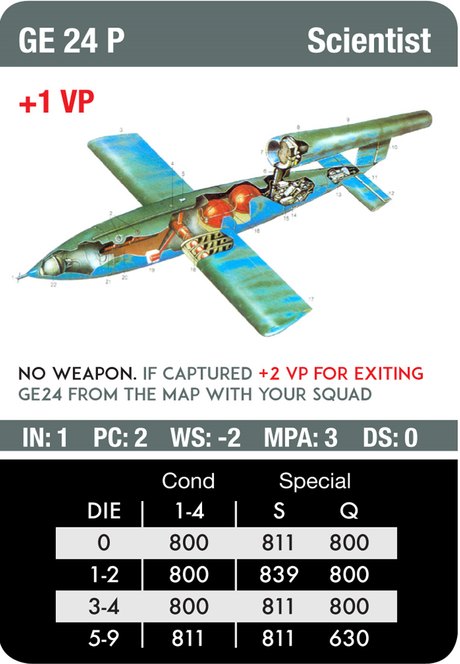 GE 24 P Scientist
+1 VP
NO WEAPON. IF CAPTURED +2 VP FOR EXITING
GE24 FROM THE MAP WITH YOUR SQUAD
IN: 1 PC: 2 WS: -2 MPA: 3 DS: 0
Cond Special
DIE 1-4 S Q
0 800 811 800
1-2 800 839 800
3-4 800 811 800
5-9 811 811 630